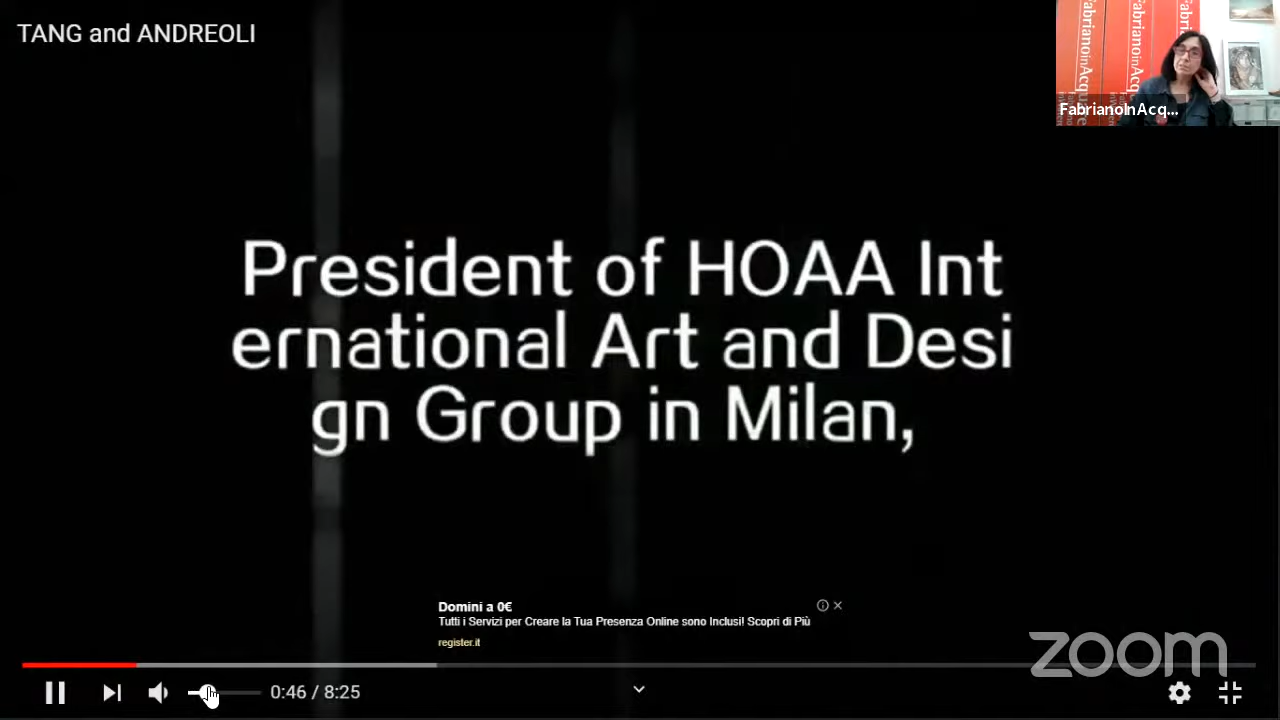 TANG and ANDREOLI
FabrianoInAcquare
FabrianoinAcquare
FabrianoInAcq...
President of HOAA Int
ernational Art and Desi
gn Group in Milan,
Domini a 0€
Tutti i Servizi per Creare la Tua Presenza Online sono Inclusi! Scopri di Più
register.it
zoom
0:46 / 8:25